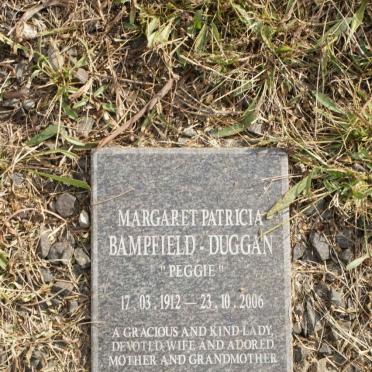 MARGARET PATRICIA
BAMPFIELD - DUGGAN
"PEGGIE"
17.03.1912 — 23.10.2006
A GRACIOUS AND KIND LADY,
DEVOTED WIFE AND ADORED
MOTHER AND GRANDMOTHER